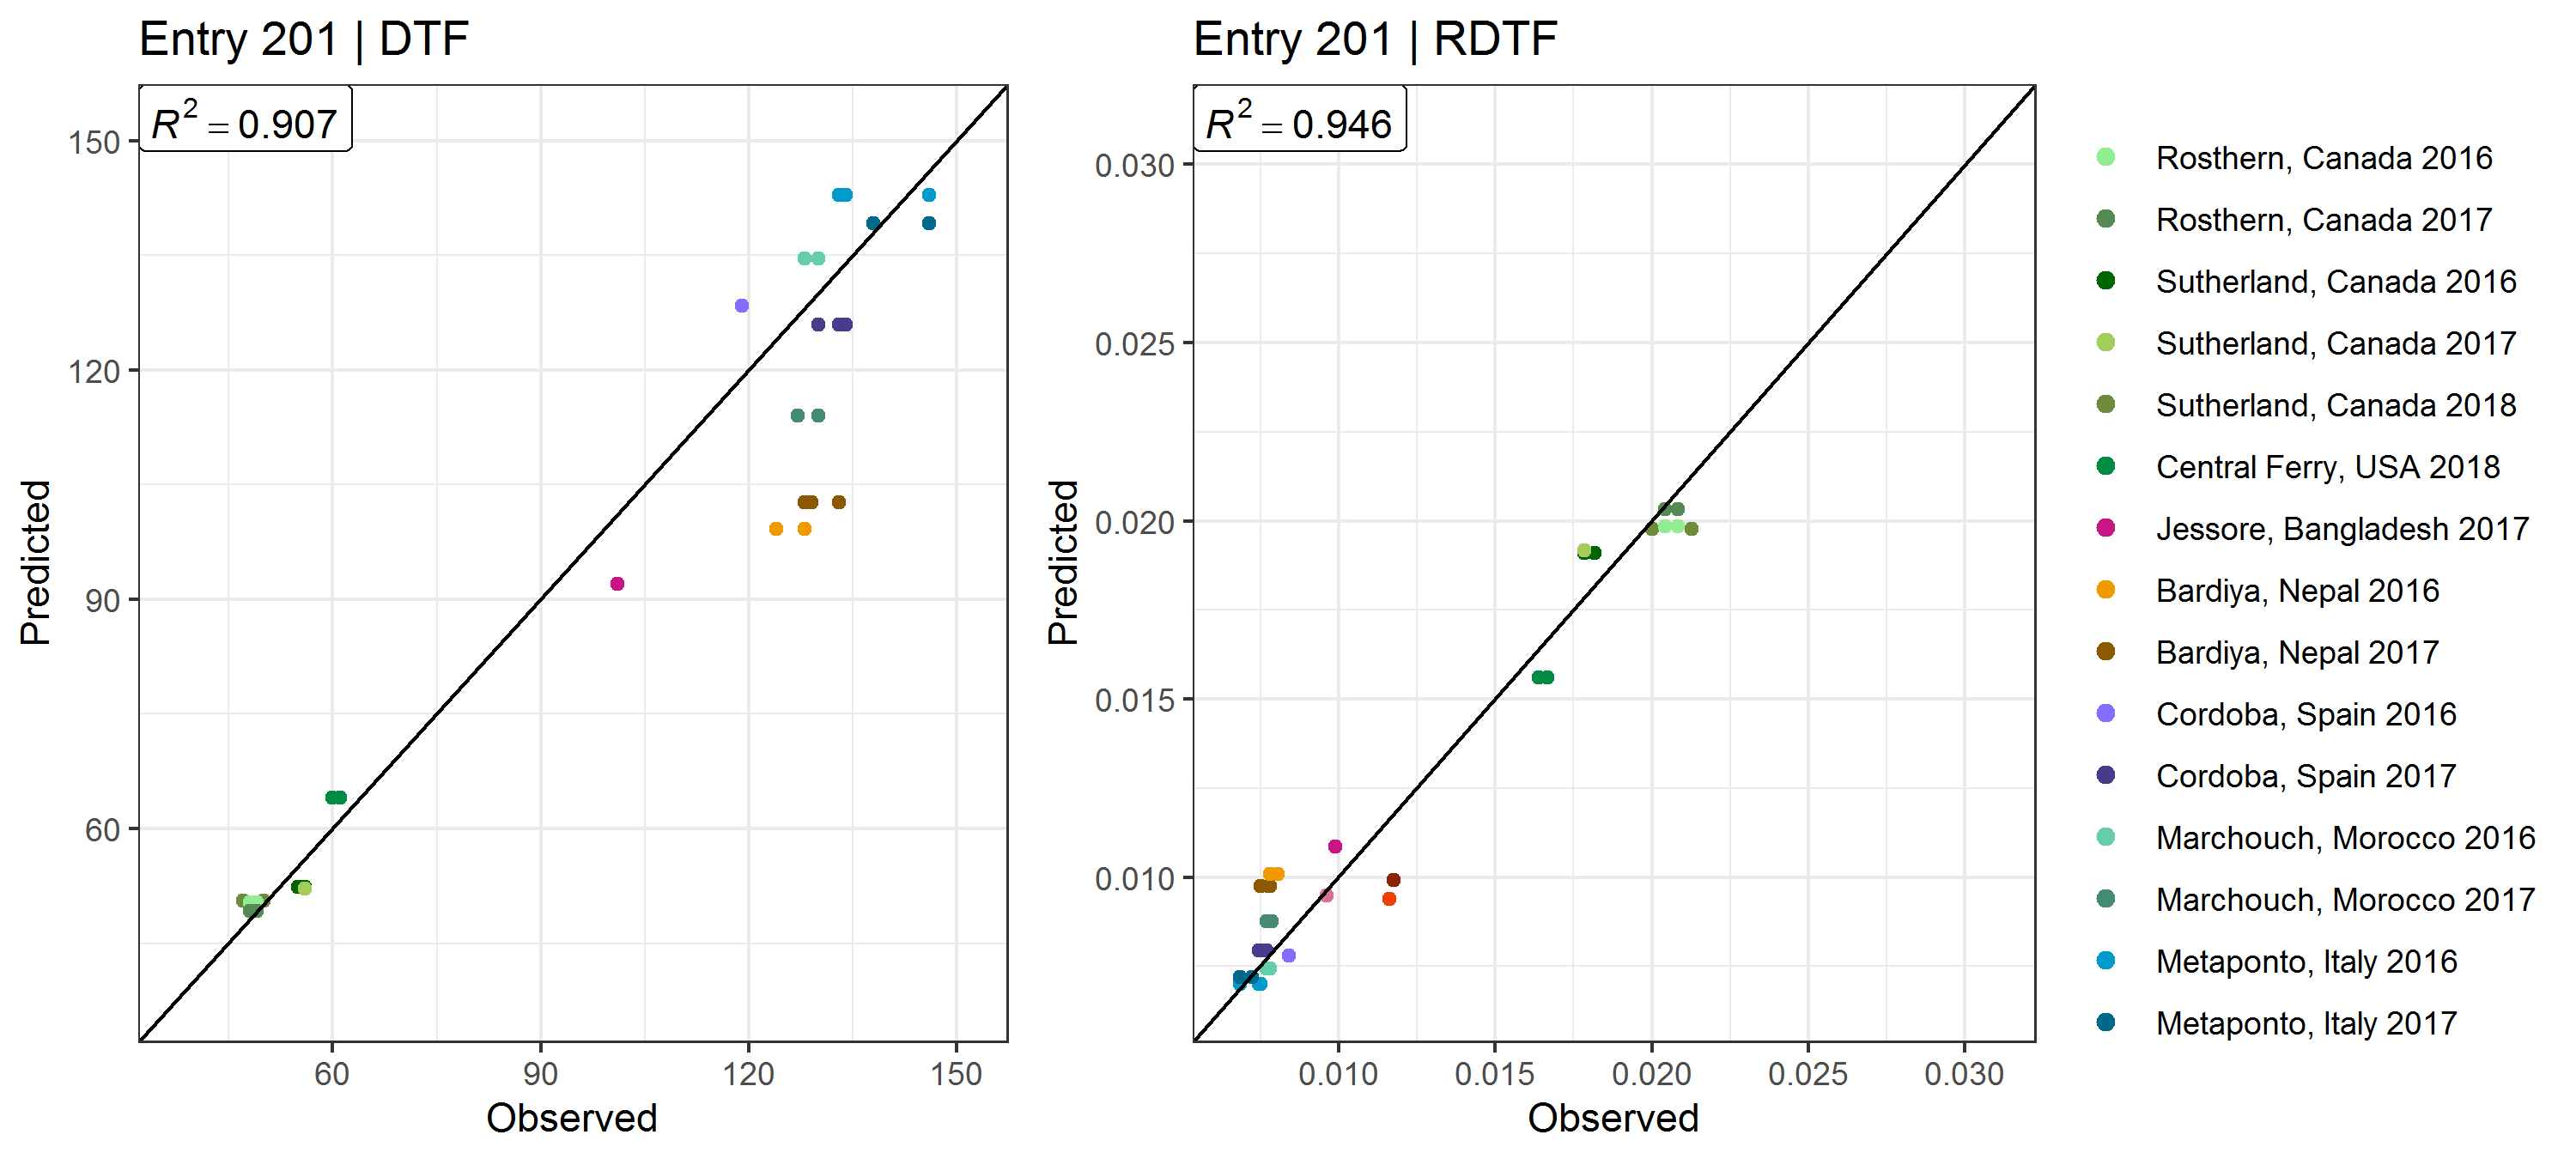 Entry 201 | DTF
R² = 0.907
Predicted
150
120
90
60
60 90 120 150
Observed
Entry 201 | RDTF
R² = 0.946
Predicted
0.030
0.025
0.020
0.015
0.010
0.010 0.015 0.020 0.025 0.030
Observed
Rosthern, Canada 2016
Rosthern, Canada 2017
Sutherland, Canada 2016
Sutherland, Canada 2017
Sutherland, Canada 2018
Central Ferry, USA 2018
Jessore, Bangladesh 2017
Bardiya, Nepal 2016
Bardiya, Nepal 2017
Cordoba, Spain 2016
Cordoba, Spain 2017
Marchouch, Morocco 2016
Marchouch, Morocco 2017
Metaponto, Italy 2016
Metaponto, Italy 2017